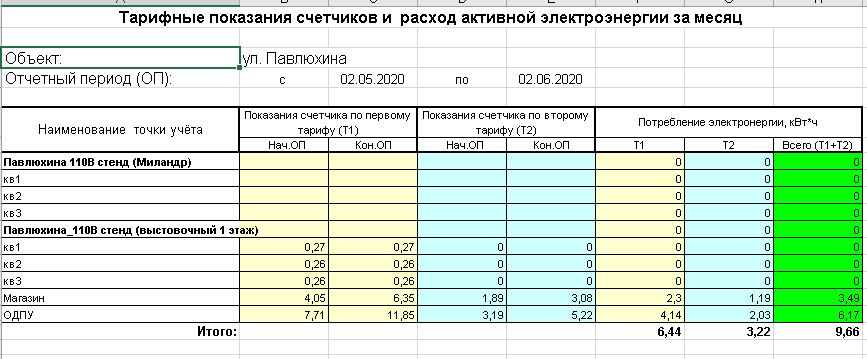 Тарифные показания счетчиков и расход активной электроэнергии за месяц
Объект: ул. Павлюхина
Отчетный период (ОП): с 02.05.2020 по 02.06.2020
Наименование точки учёта
Показания счетчика по первому тарифу (Т1)
Показания счетчика по второму тарифу (Т2)
Потребление электронергии, кВт*ч
Нач.ОП Кон.ОП Нач.ОП Кон.ОП Т1 Т2 Всего (Т1+Т2)
Павлюхина 110В стенд (Миландр) 0 0 0
кв1 0 0 0
кв2 0 0 0
кв3 0 0 0
Павлюхина_110В стенд (выстовочный 1 этаж) 0 0 0
кв1 0,27 0,27 0 0 0 0 0
кв2 0,26 0,26 0 0 0 0 0
кв3 0,26 0,26 0 0 0 0 0
Магазин 4,05 6,35 1,89 3,08 2,3 1,19 3,49
ОДПУ 7,71 11,85 3,19 5,22 4,14 2,03 6,17
Итого: 6,44 3,22 9,66